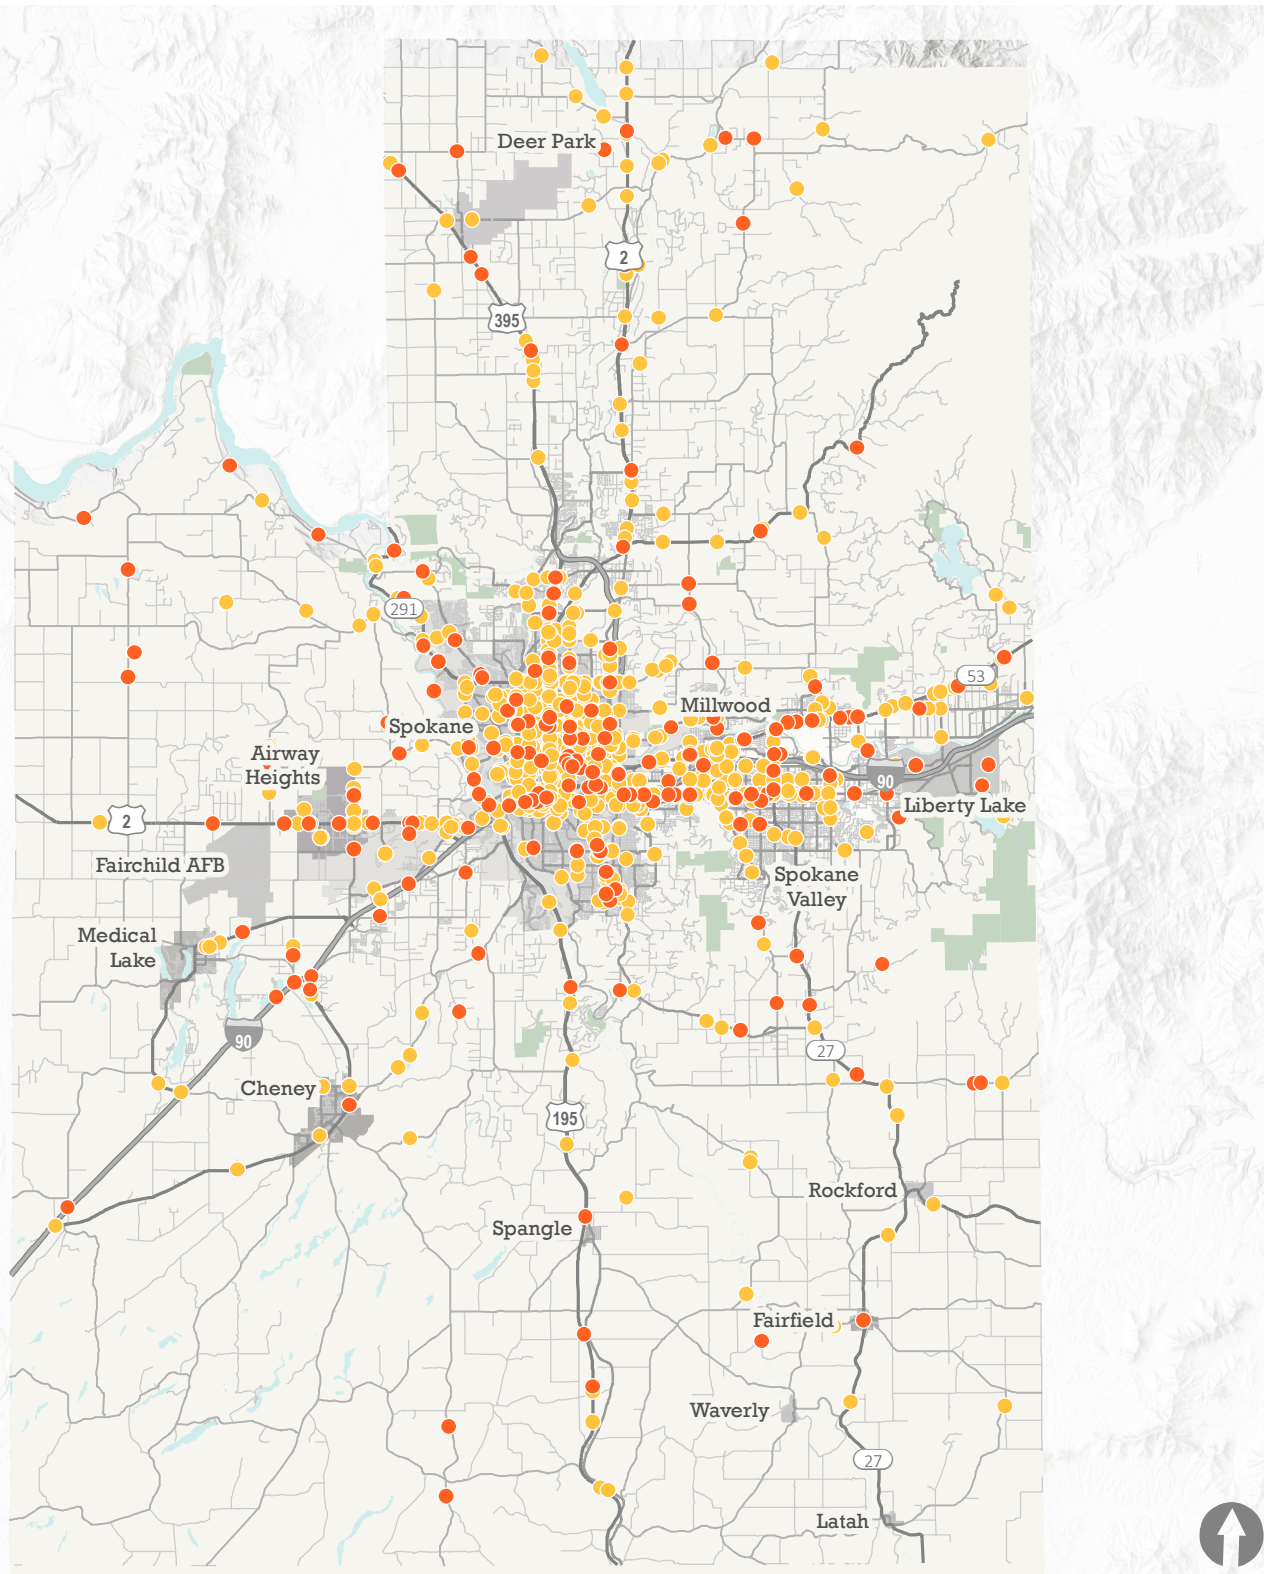 Deer Park
2
395
291
53
Millwood
Spokane
Airway
Heights
90
Liberty Lake
2
Fairchild AFB
Spokane
Valley
Medical
Lake
90
27
Cheney
195
Rockford
Spangle
Fairfield
Waverly
27
Latah